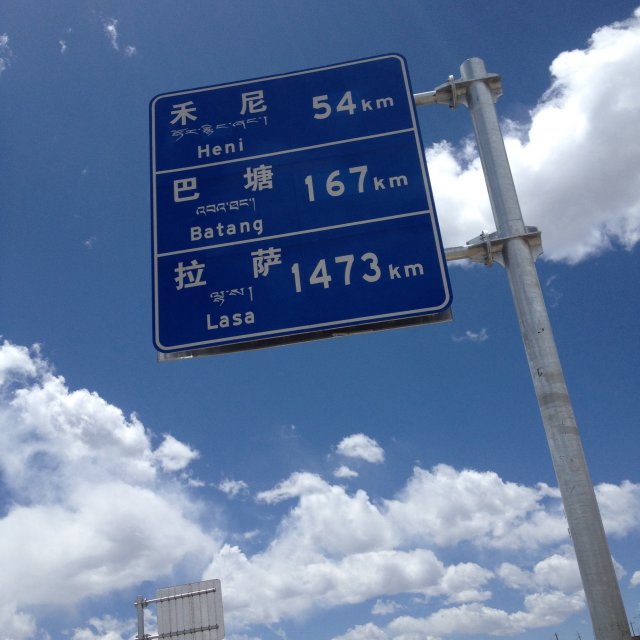 禾 尼 54km
Heni
巴 塘 167km
འབའ་ཐང་།
Batang
拉 萨 1473km
ལྷ་ས།
Lasa